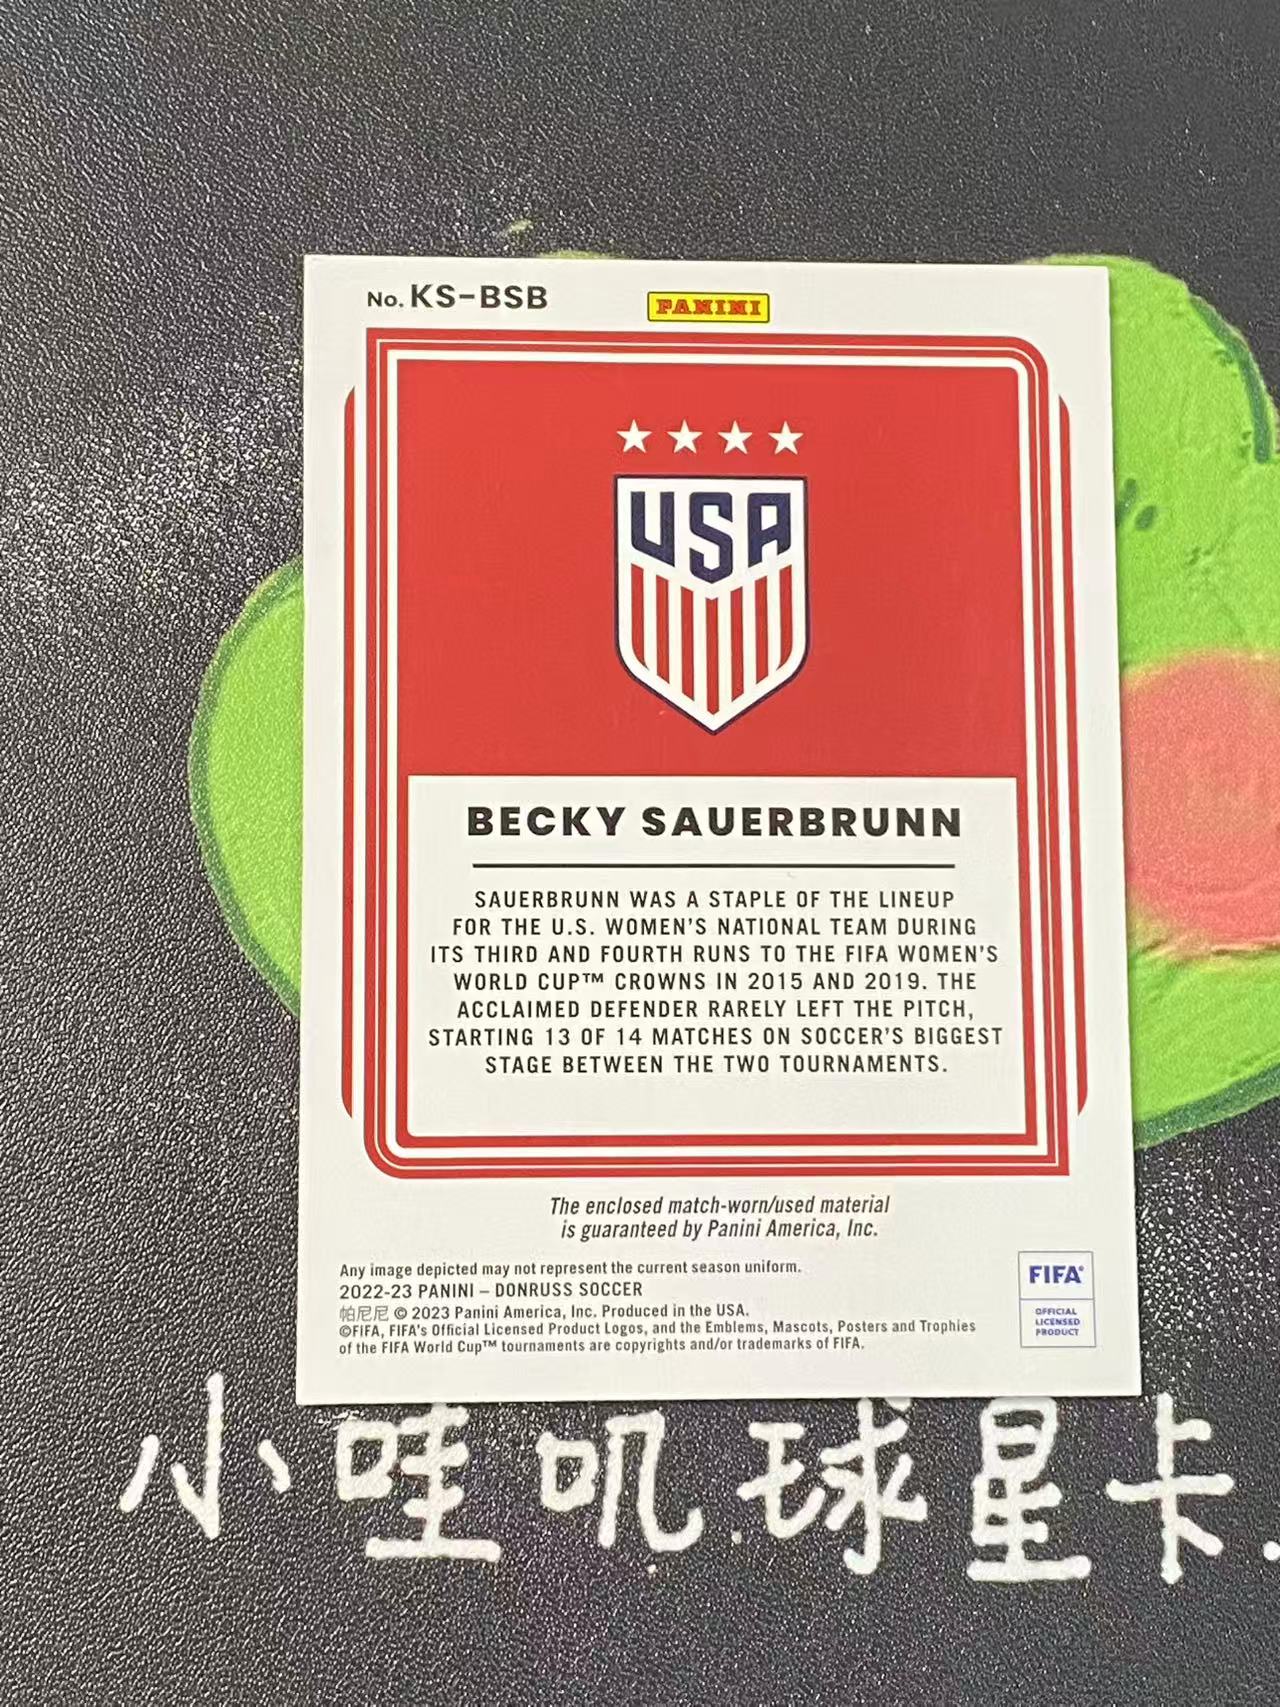 No. KS-BSB
PANINI
USA
BECKY SAUERBRUNN
SAUERBRUNN WAS A STAPLE OF THE LINEUP
FOR THE U.S. WOMEN'S NATIONAL TEAM DURING
ITS THIRD AND FOURTH RUNS TO THE FIFA WOMEN'S
WORLD CUP™ CROWNS IN 2015 AND 2019. THE
ACCLAIMED DEFENDER RARELY LEFT THE PITCH,
STARTING 13 OF 14 MATCHES ON SOCCER'S BIGGEST
STAGE BETWEEN THE TWO TOURNAMENTS.
The enclosed match-worn/used material
is guaranteed by Panini America, Inc.
Any image depicted may not represent the current season uniform.
2022-23 PANINI – DONRUSS SOCCER
帕尼尼 © 2023 Panini America, Inc. Produced in the USA.
©FIFA, FIFA's Official Licensed Product Logos, and the Emblems, Mascots, Posters and Trophies
of the FIFA World Cup™ tournaments are copyrights and/or trademarks of FIFA.
FIFA®
OFFICIAL
LICENSED
PRODUCT
小哇叽.球星卡.